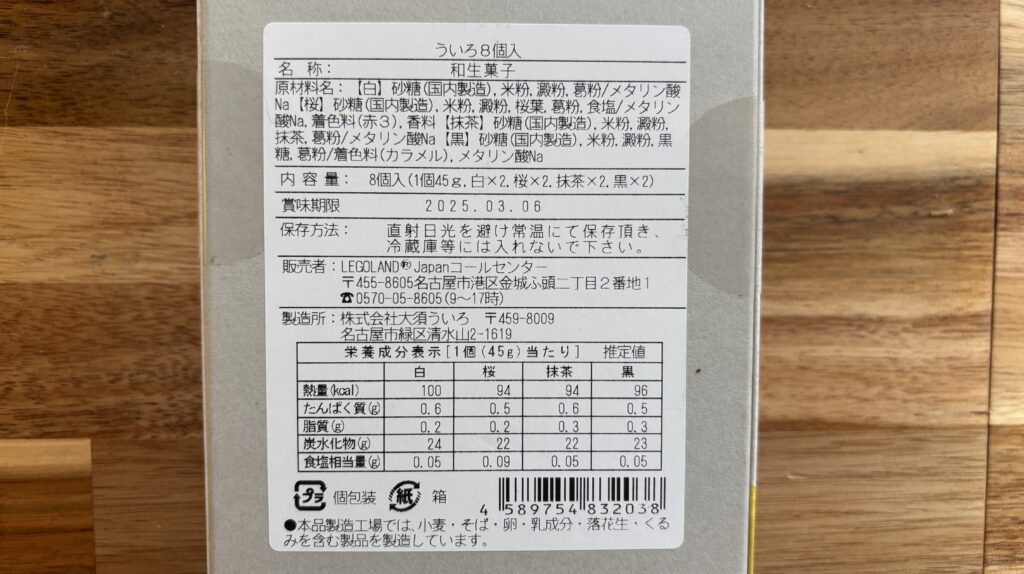 ういろ8個入
名 称: 和生菓子
原材料名:【白】砂糖(国内製造),米粉,澱粉,葛粉/メタリン酸
Na【桜】砂糖(国内製造),米粉,澱粉,桜葉,葛粉,食塩/メタリン
酸Na,着色料(赤3),香料【抹茶】砂糖(国内製造),米粉,澱粉,
抹茶,葛粉/メタリン酸Na【黒】砂糖(国内製造),米粉,澱粉,黒
糖,葛粉/着色料(カラメル),メタリン酸Na
内 容 量: 8個入(1個45g,白×2,桜×2,抹茶×2,黒×2)
賞味期限 2025.03.06
保存方法: 直射日光を避け常温にて保存頂き、
冷蔵庫等には入れないで下さい。
販売者:LEGOLAND®Japanコールセンター
〒455-8605名古屋市港区金城ふ頭二丁目2番地1
☎0570-05-8605(9〜17時)
製造所:株式会社大須ういろ 〒459-8009
名古屋市緑区清水山2-1619
栄養成分表示[1個(45g)当たり] 推定値
白 桜 抹茶 黒
熱量(kcal) 100 94 94 96
たんぱく質(g) 0.6 0.5 0.6 0.5
脂質(g) 0.2 0.2 0.3 0.3
炭水化物(g) 24 22 22 23
食塩相当量(g) 0.05 0.09 0.05 0.05
プラ 個包装 紙 箱
4 589754 832038
●本品製造工場では、小麦・そば・卵・乳成分・落花生・くる
みを含む製品を製造しています。